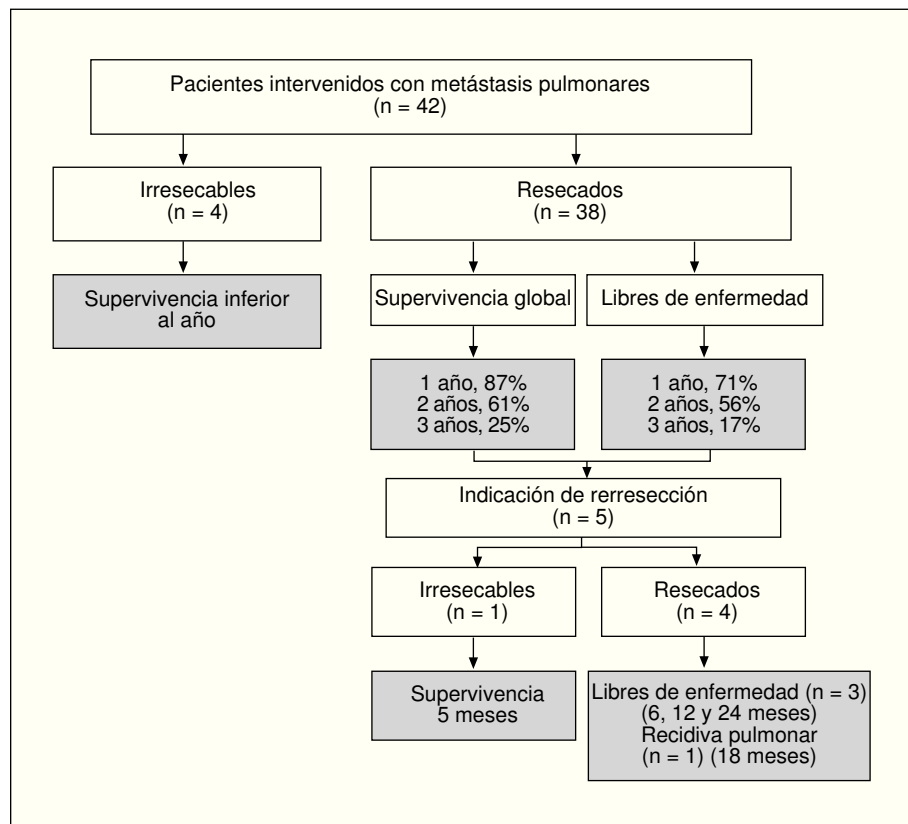 Pacientes intervenidos con metástasis pulmonares
(n = 42)
Irresecables
(n = 4)
Resecados
(n = 38)
Supervivencia inferior
al año
Supervivencia global
Libres de enfermedad
1 año, 87%
2 años, 61%
3 años, 25%
1 año, 71%
2 años, 56%
3 años, 17%
Indicación de rerresección
(n = 5)
Irresecables
(n = 1)
Resecados
(n = 4)
Supervivencia
5 meses
Libres de enfermedad (n = 3)
(6, 12 y 24 meses)
Recidiva pulmonar
(n = 1) (18 meses)